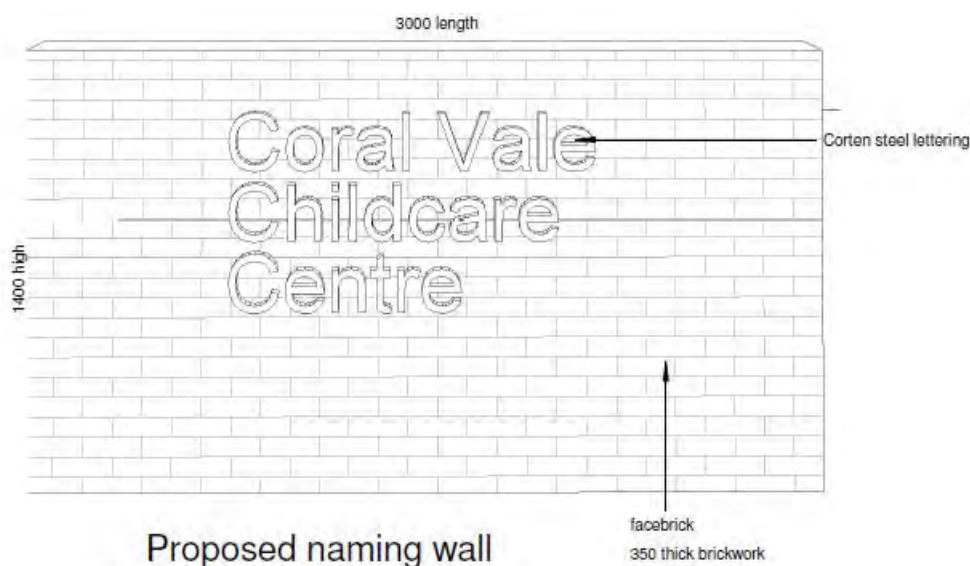 3000 length
Coral Vale
Corten steel lettering
Childcare
Centre
1400 high
facebrick
350 thick brickwork
Proposed naming wall